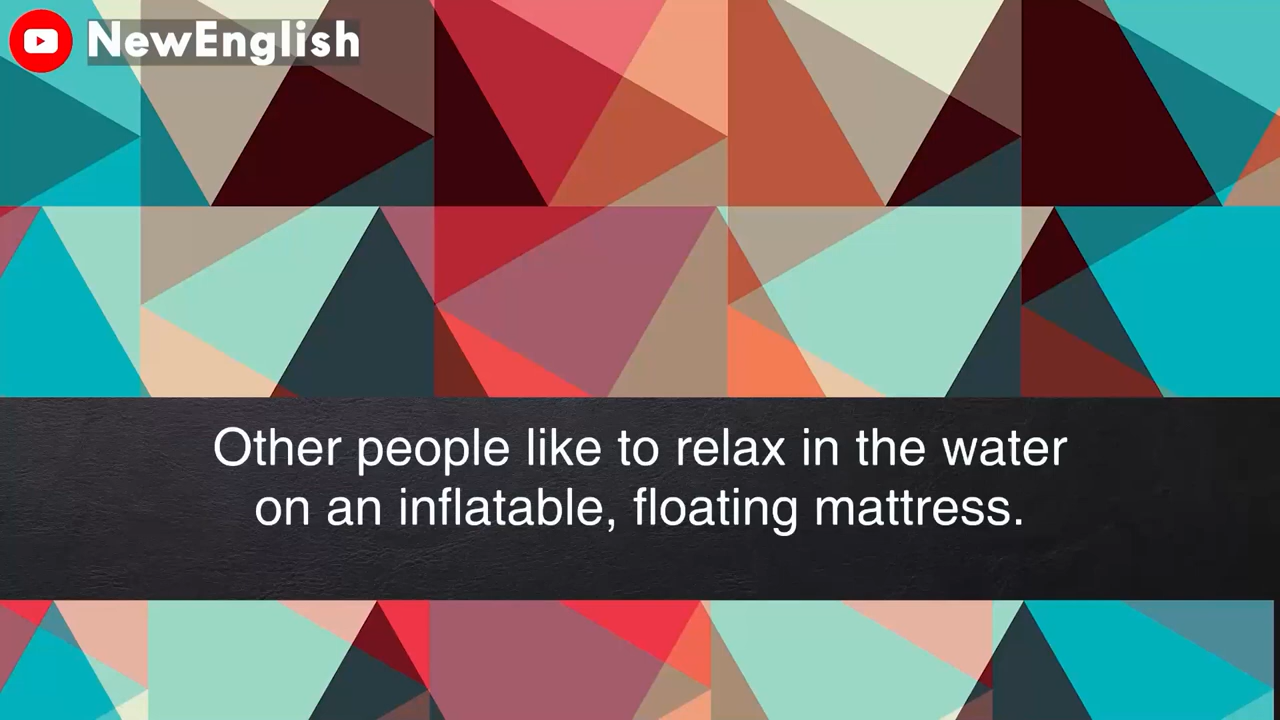 NewEnglish
Other people like to relax in the water
on an inflatable, floating mattress.